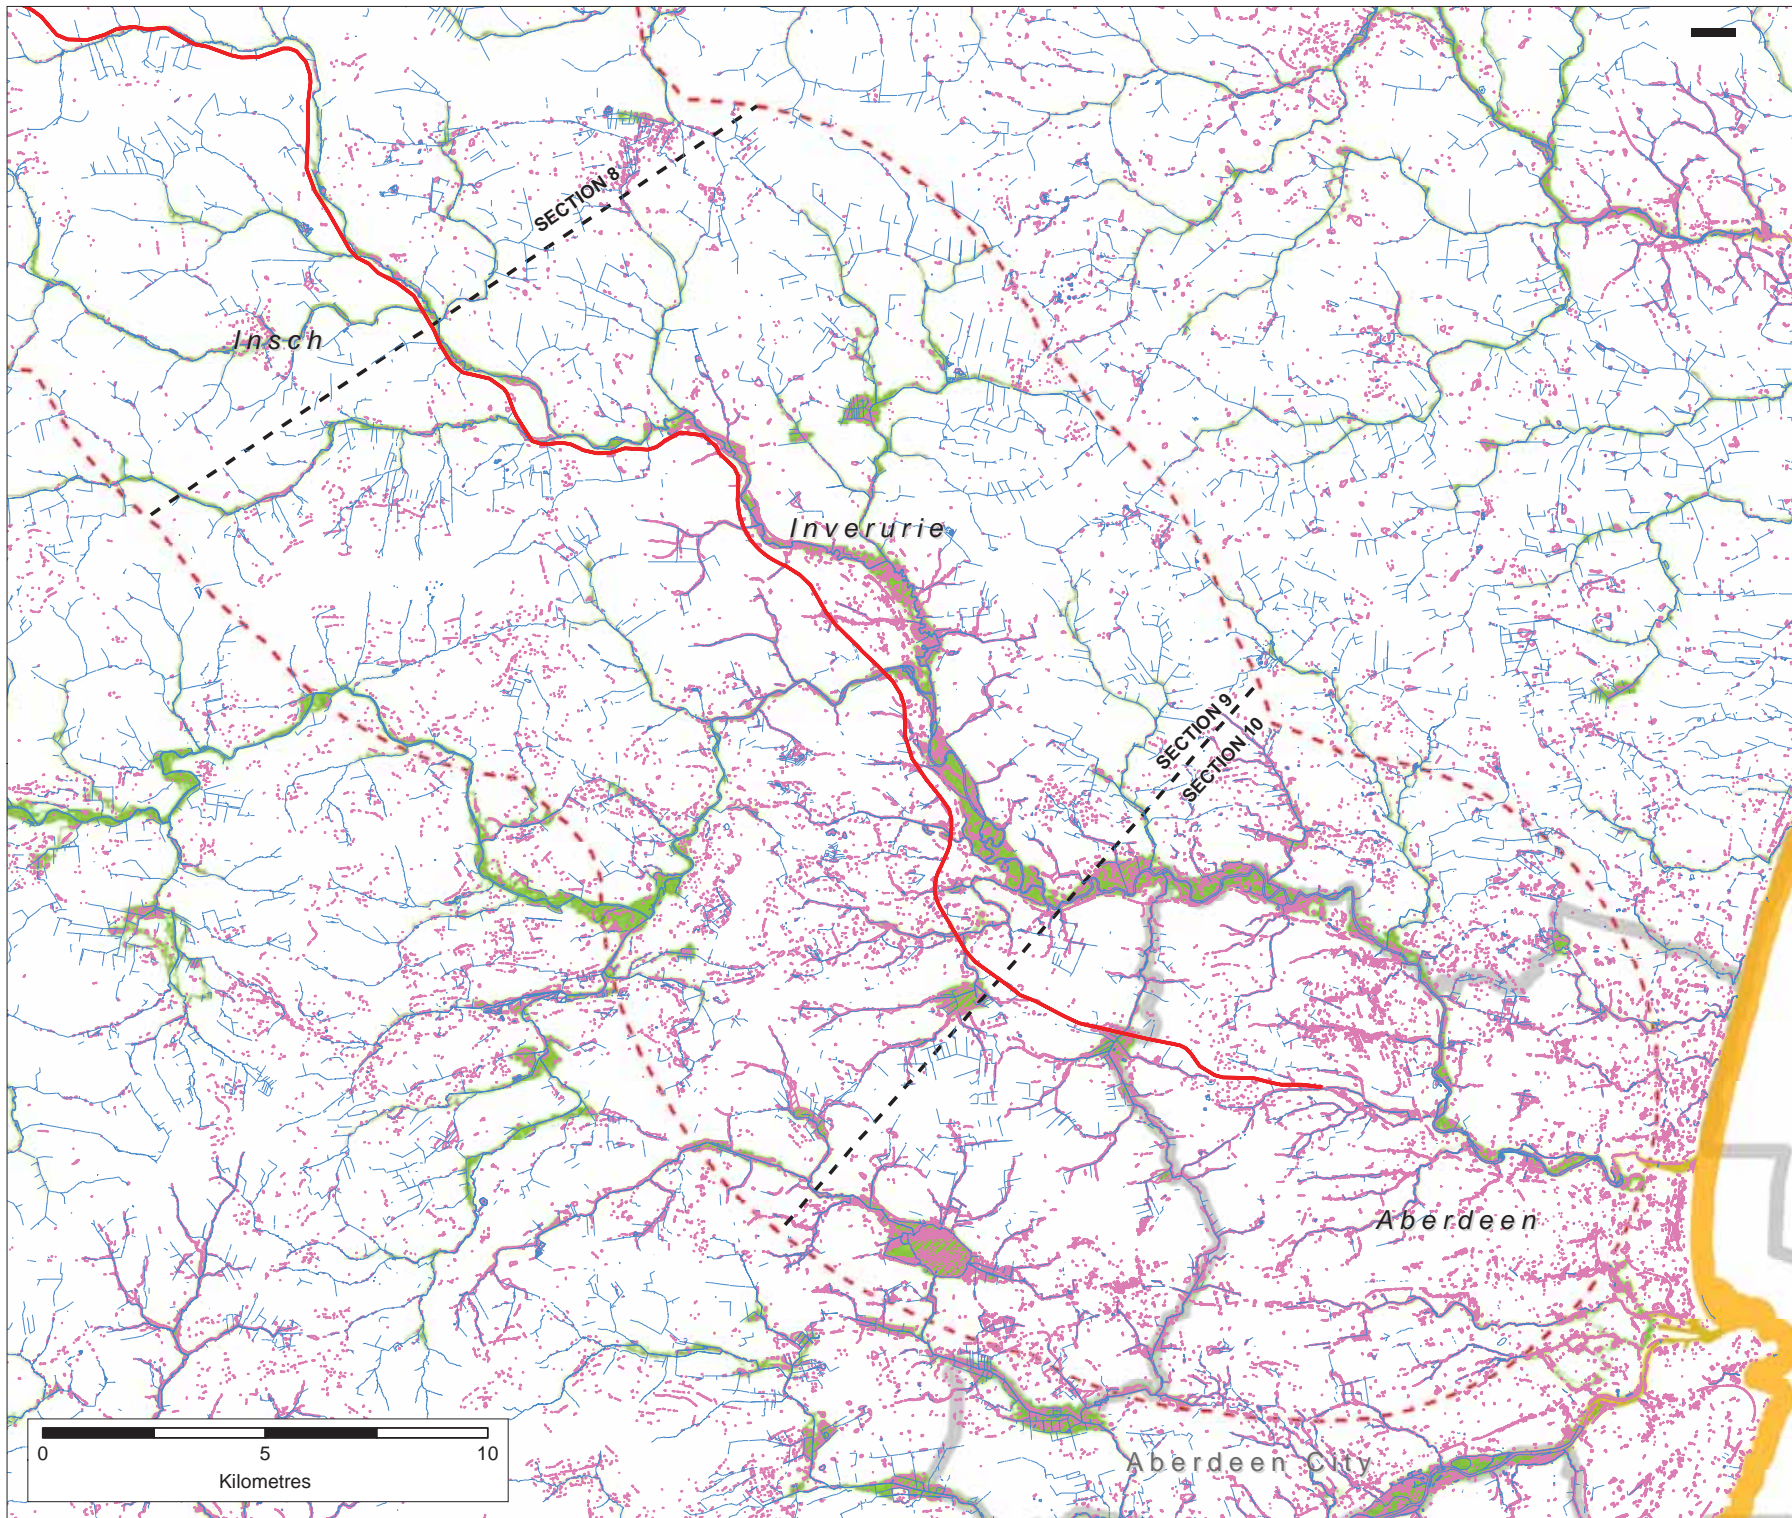 SECTION 8
Insch
Inverurie
SECTION 9
SECTION 10
Aberdeen
Aberdeen City
0 5 10
Kilometres